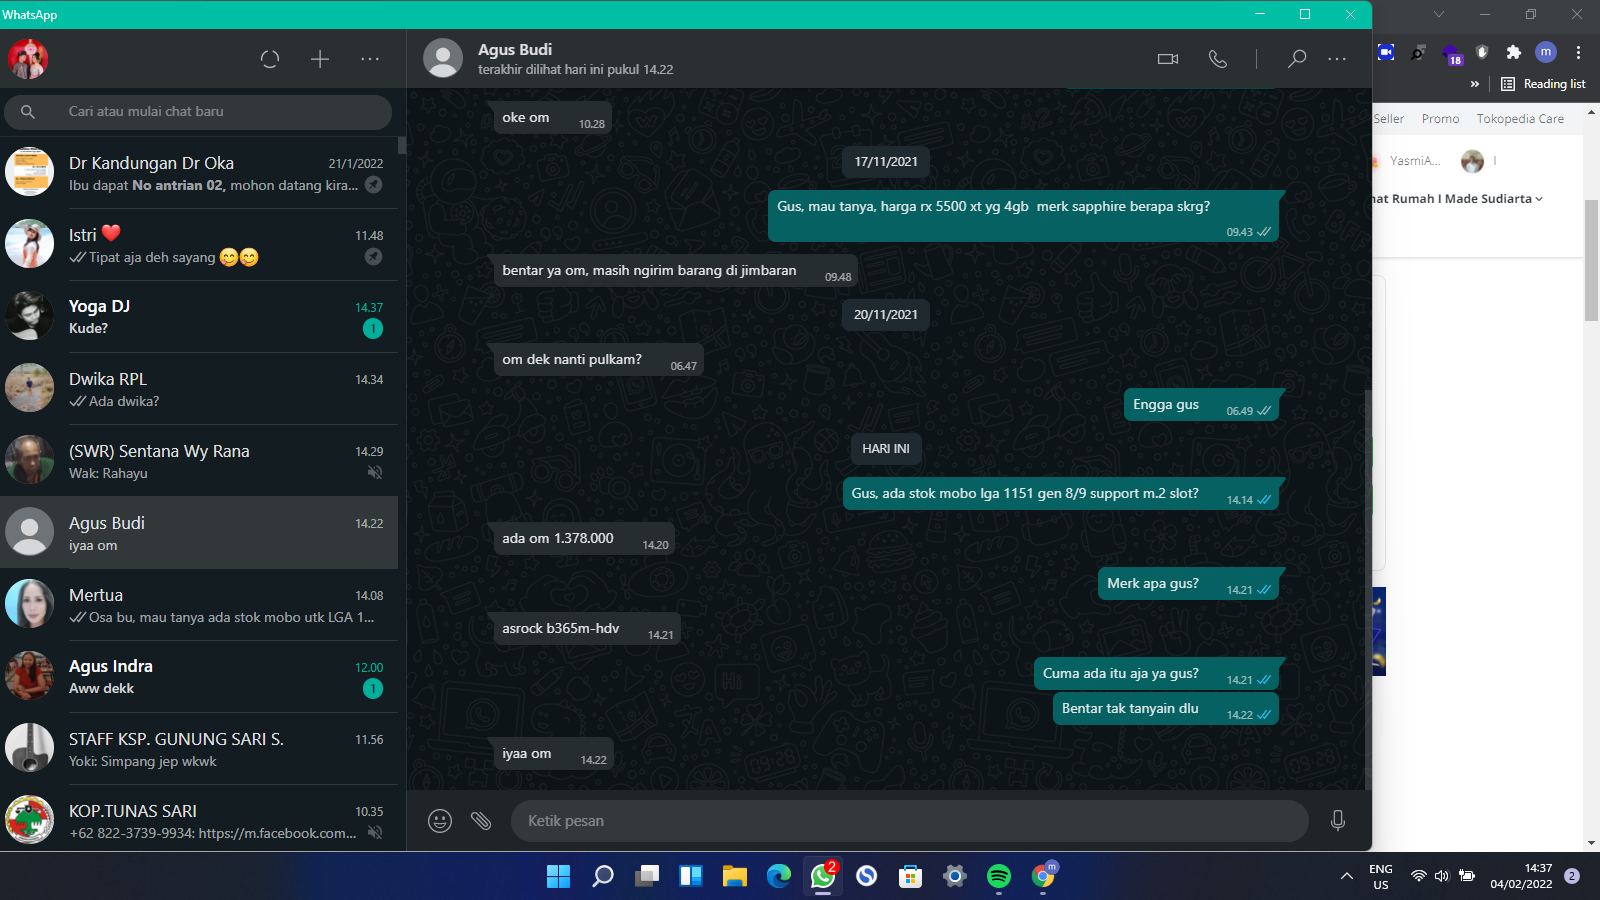 WhatsApp
Cari atau mulai chat baru
Dr Kandungan Dr Oka 21/1/2022
Ibu dapat No antrian 02, mohon datang kira...
Istri ❤️ 11.48
Tipat aja deh sayang 😋😋
Yoga DJ 14.37
Kude? 1
Dwika RPL 14.34
Ada dwika?
(SWR) Sentana Wy Rana 14.29
Wak: Rahayu
Agus Budi 14.22
iyaa om
Mertua 14.08
Osa bu, mau tanya ada stok mobo utk LGA 1...
Agus Indra 12.00
Aww dekk 1
STAFF KSP. GUNUNG SARI S. 11.56
Yoki: Simpang jep wkwk
KOP.TUNAS SARI 10.35
+62 822-3739-9934: https://m.facebook.com...
Agus Budi
terakhir dilihat hari ini pukul 14.22
oke om 10.28
17/11/2021
Gus, mau tanya, harga rx 5500 xt yg 4gb merk sapphire berapa skrg?
09.43
bentar ya om, masih ngirim barang di jimbaran 09.48
20/11/2021
om dek nanti pulkam? 06.47
Engga gus 06.49
HARI INI
Gus, ada stok mobo lga 1151 gen 8/9 support m.2 slot? 14.14
ada om 1.378.000 14.20
Merk apa gus? 14.21
asrock b365m-hdv 14.21
Cuma ada itu aja ya gus? 14.21
Bentar tak tanyain dlu 14.22
iyaa om 14.22
Ketik pesan
18
m
Reading list
Seller Promo Tokopedia Care
YasmiA... I
mat Rumah I Made Sudiarta
2
m
ENG
US
14:37
04/02/2022
2